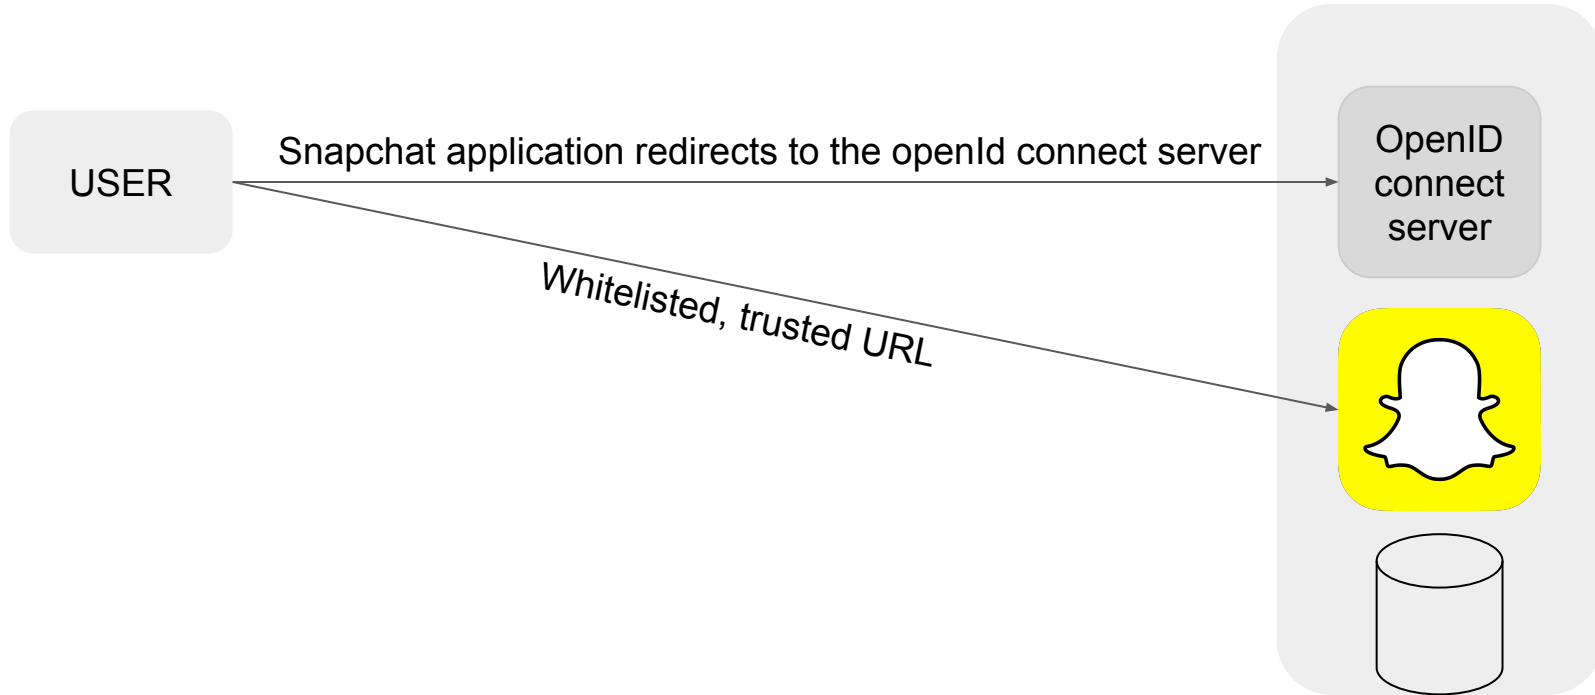 USER
Snapchat application redirects to the openId connect server
Whitelisted, trusted URL
OpenID
connect
server